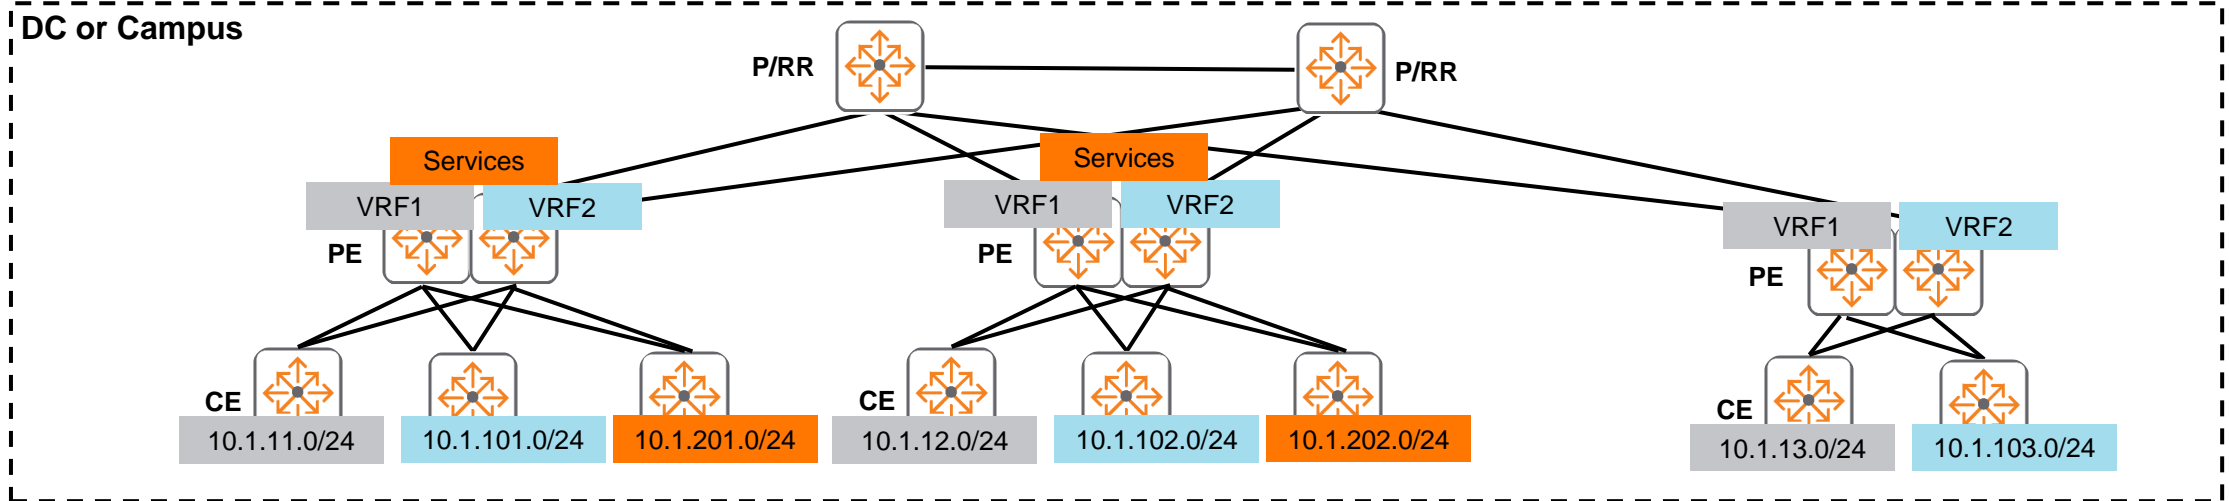 DC or Campus
P/RR
P/RR
Services
Services
VRF1
VRF2
VRF1
VRF2
VRF1
VRF2
PE
PE
PE
CE
CE
CE
10.1.11.0/24
10.1.101.0/24
10.1.201.0/24
10.1.12.0/24
10.1.102.0/24
10.1.202.0/24
10.1.13.0/24
10.1.103.0/24